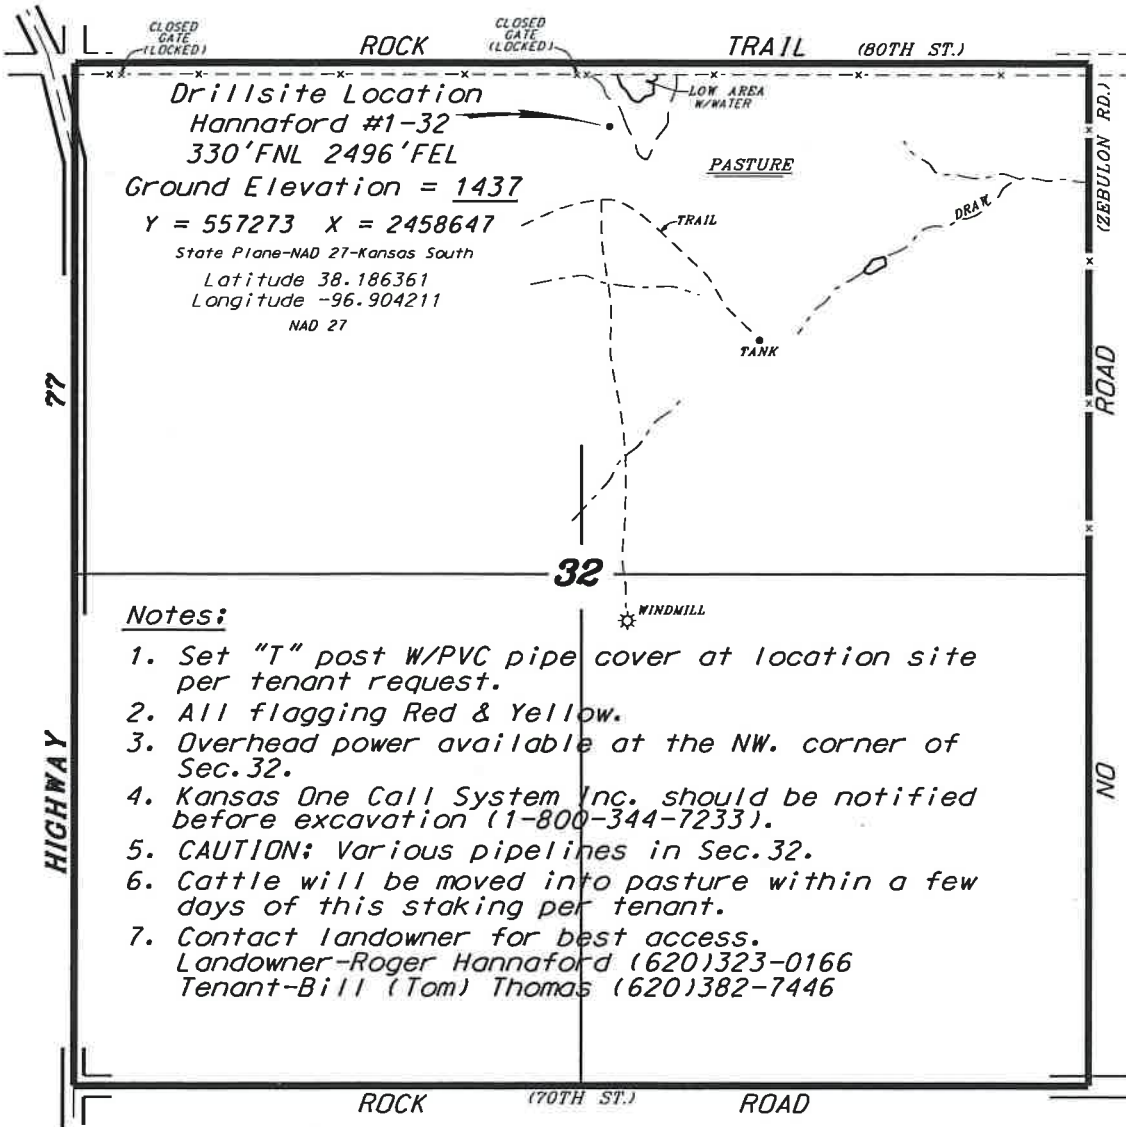 CLOSED
GATE
(LOCKED)
ROCK
CLOSED
GATE
(LOCKED)
TRAIL (80TH ST.)
Drillsite Location
Hannaford #1-32
330'FNL 2496'FEL
Ground Elevation = 1437
Y = 557273 X = 2458647
State Plane-NAD 27-Kansas South
Latitude 38.186361
Longitude -96.904211
NAD 27
LOW AREA
W/WATER
PASTURE
TRAIL
DRAW
TANK
(ZEBULON RD.)
ROAD
NO
77
HIGHWAY
32
WINDMILL
Notes:
1. Set "T" post W/PVC pipe cover at location site
per tenant request.
2. All flagging Red & Yellow.
3. Overhead power available at the NW. corner of
Sec.32.
4. Kansas One Call System Inc. should be notified
before excavation (1-800-344-7233).
5. CAUTION: Various pipelines in Sec.32.
6. Cattle will be moved into pasture within a few
days of this staking per tenant.
7. Contact landowner for best access.
Landowner-Roger Hannaford (620)323-0166
Tenant-Bill (Tom) Thomas (620)382-7446
ROCK (70TH ST.) ROAD